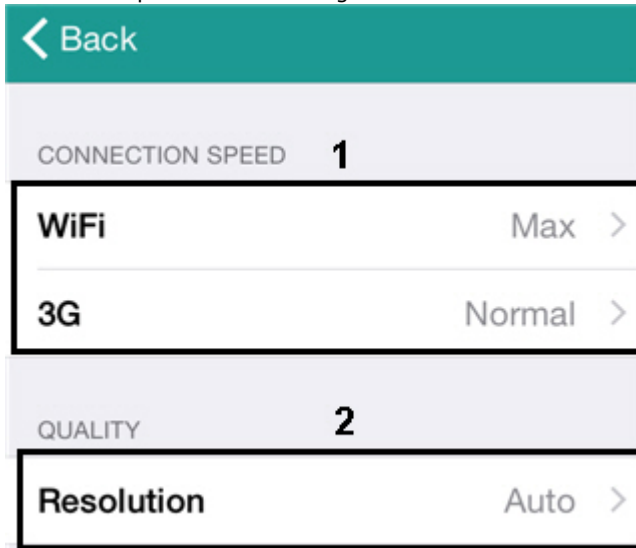 Back
CONNECTION SPEED 1
WiFi Max
3G Normal
QUALITY 2
Resolution Auto